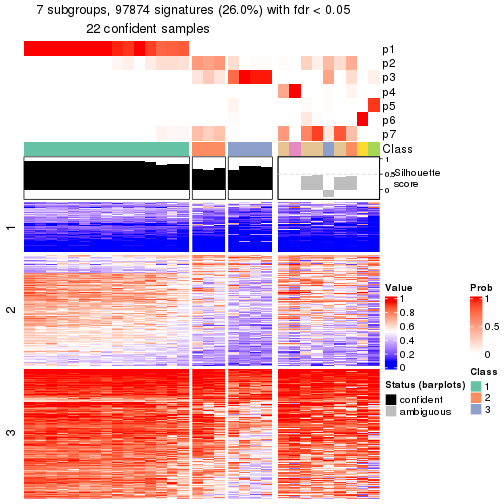 7 subgroups, 97874 signatures (26.0%) with fdr < 0.05
22 confident samples
p1
p2
p3
p4
p5
p6
p7
Class
1
0.5
0
Silhouette
score
1
2
3
Value
1
0.8
0.6
0.4
0.2
0
Prob
1
0.5
0
Status (barplots)
confident
ambiguous
Class
1
2
3